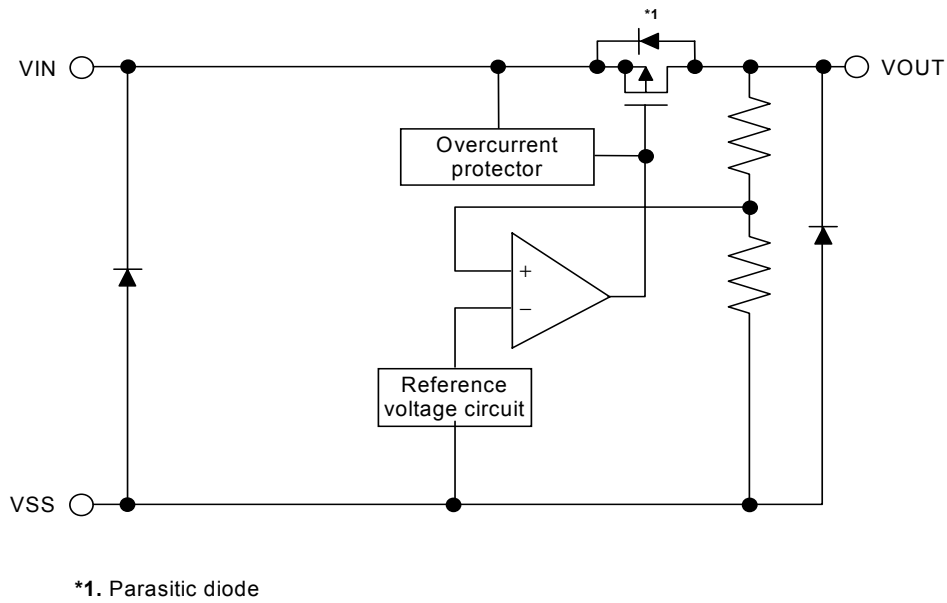 *1
VIN
VOUT
Overcurrent
protector
+
−
Reference
voltage circuit
VSS
*1. Parasitic diode